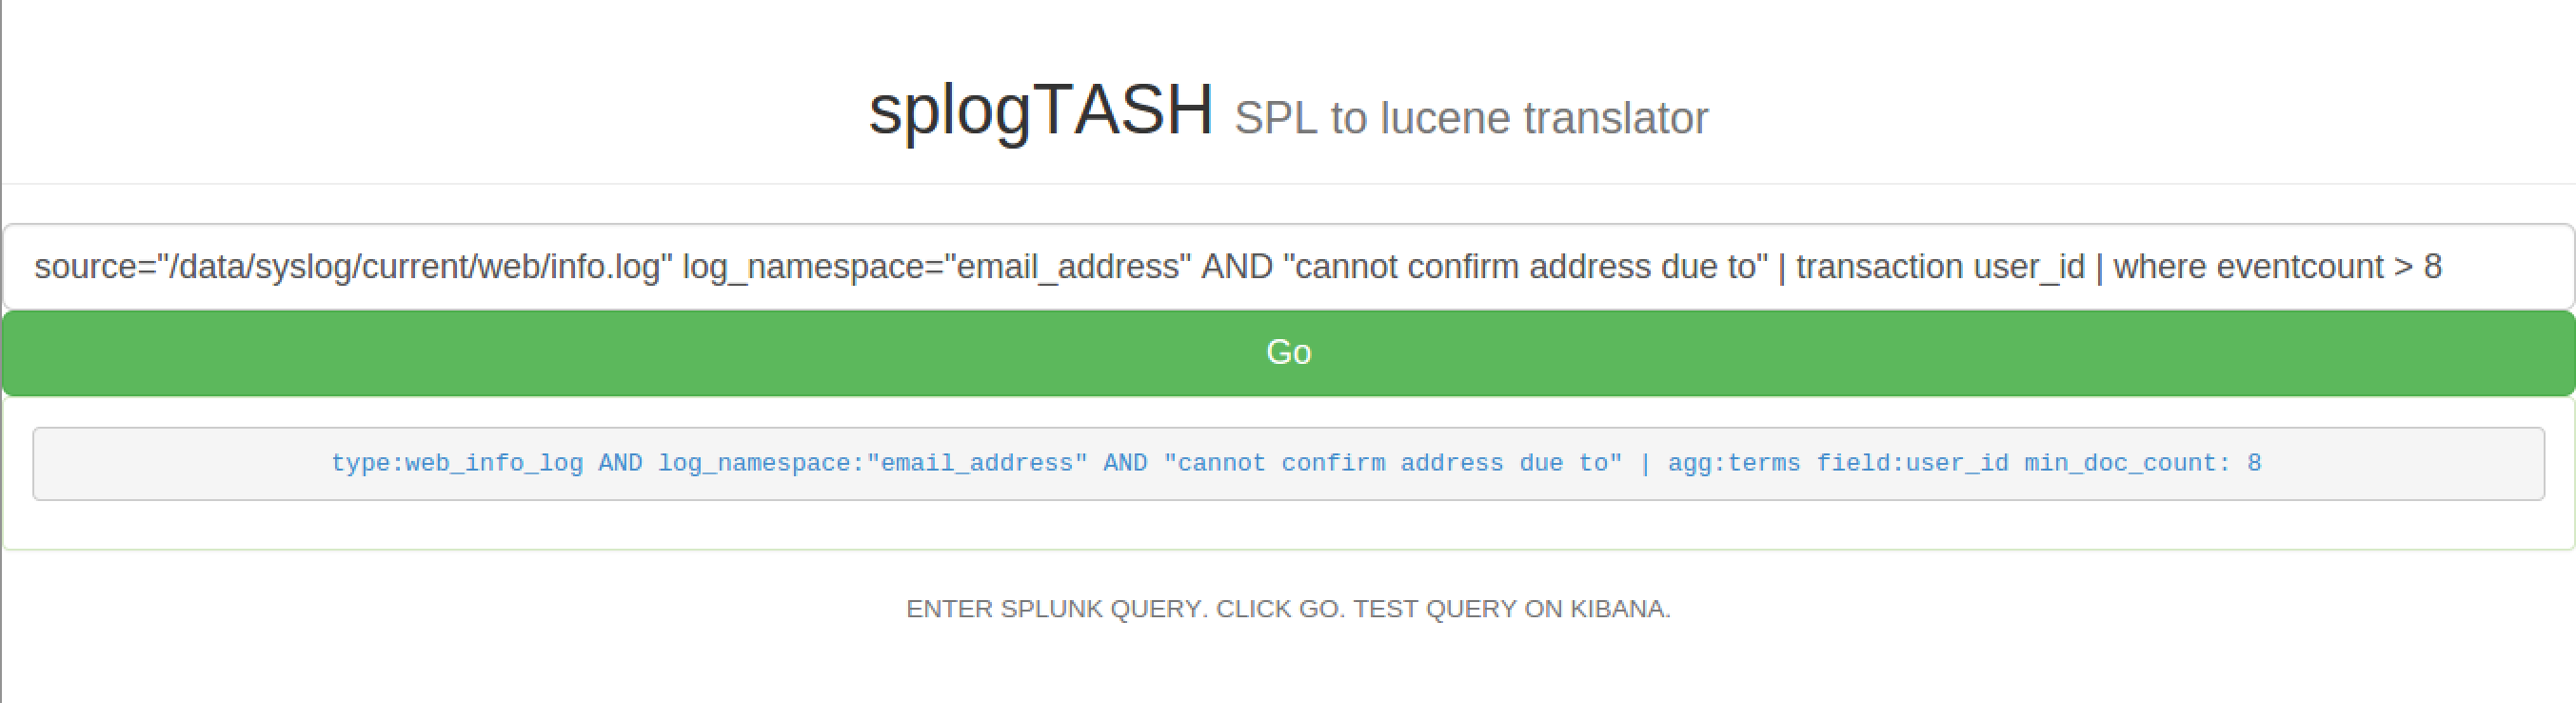 splogTASH SPL to lucene translator
source="/data/syslog/current/web/info.log" log_namespace="email_address" AND "cannot confirm address due to" | transaction user_id | where eventcount > 8
Go
type:web_info_log AND log_namespace:"email_address" AND "cannot confirm address due to" | agg:terms field:user_id min_doc_count: 8
ENTER SPLUNK QUERY. CLICK GO. TEST QUERY ON KIBANA.